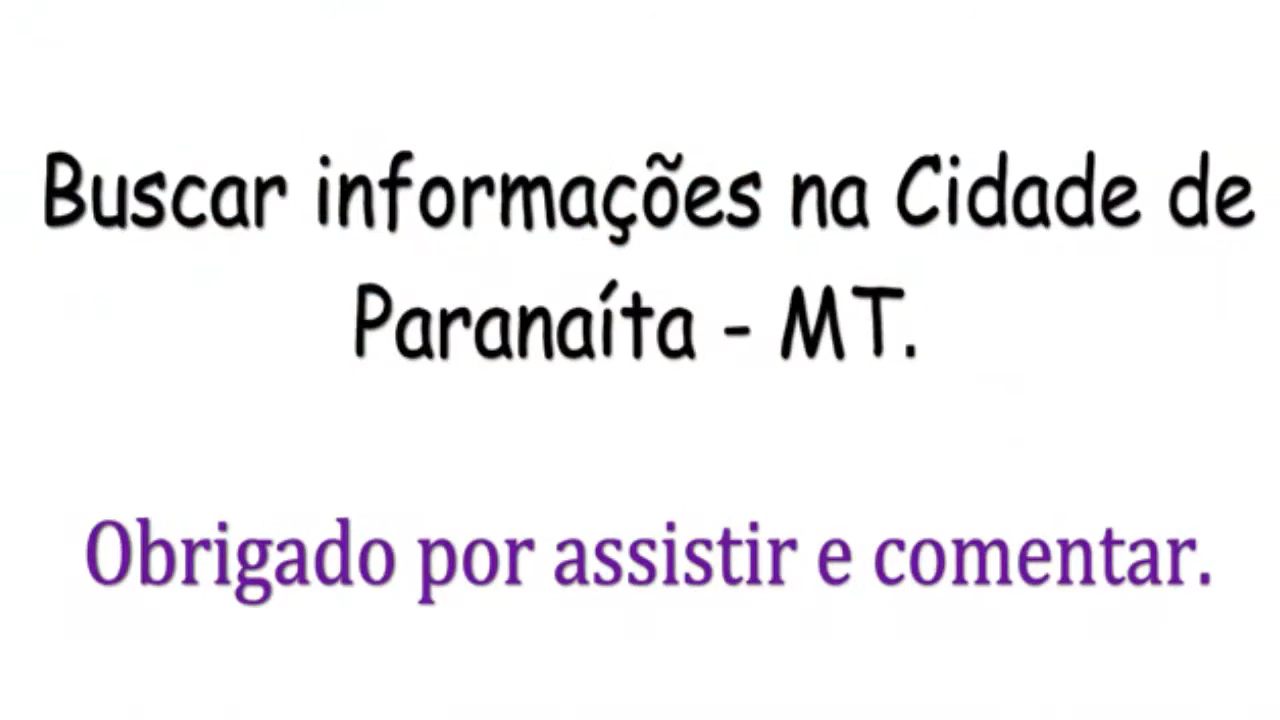 Buscar informações na Cidade de
Paranaíta - MT.
Obrigado por assistir e comentar.